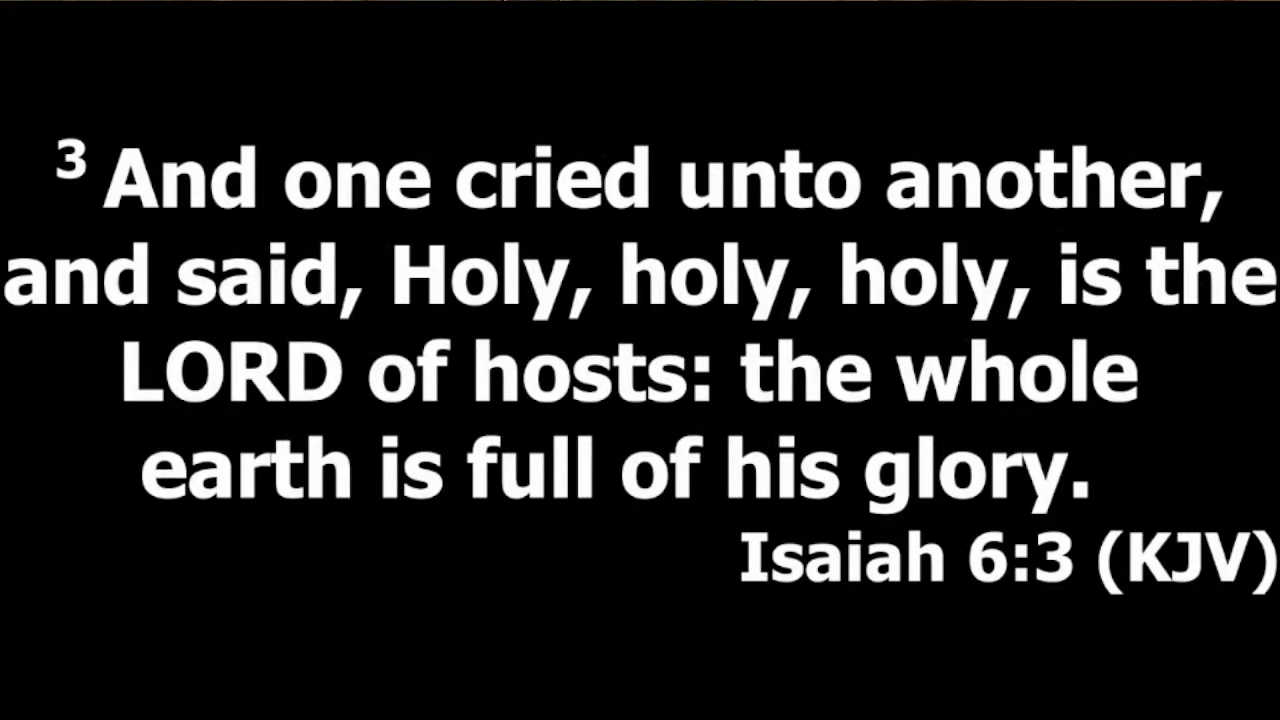 3 And one cried unto another,
and said, Holy, holy, holy, is the
LORD of hosts: the whole
earth is full of his glory.
Isaiah 6:3 (KJV)